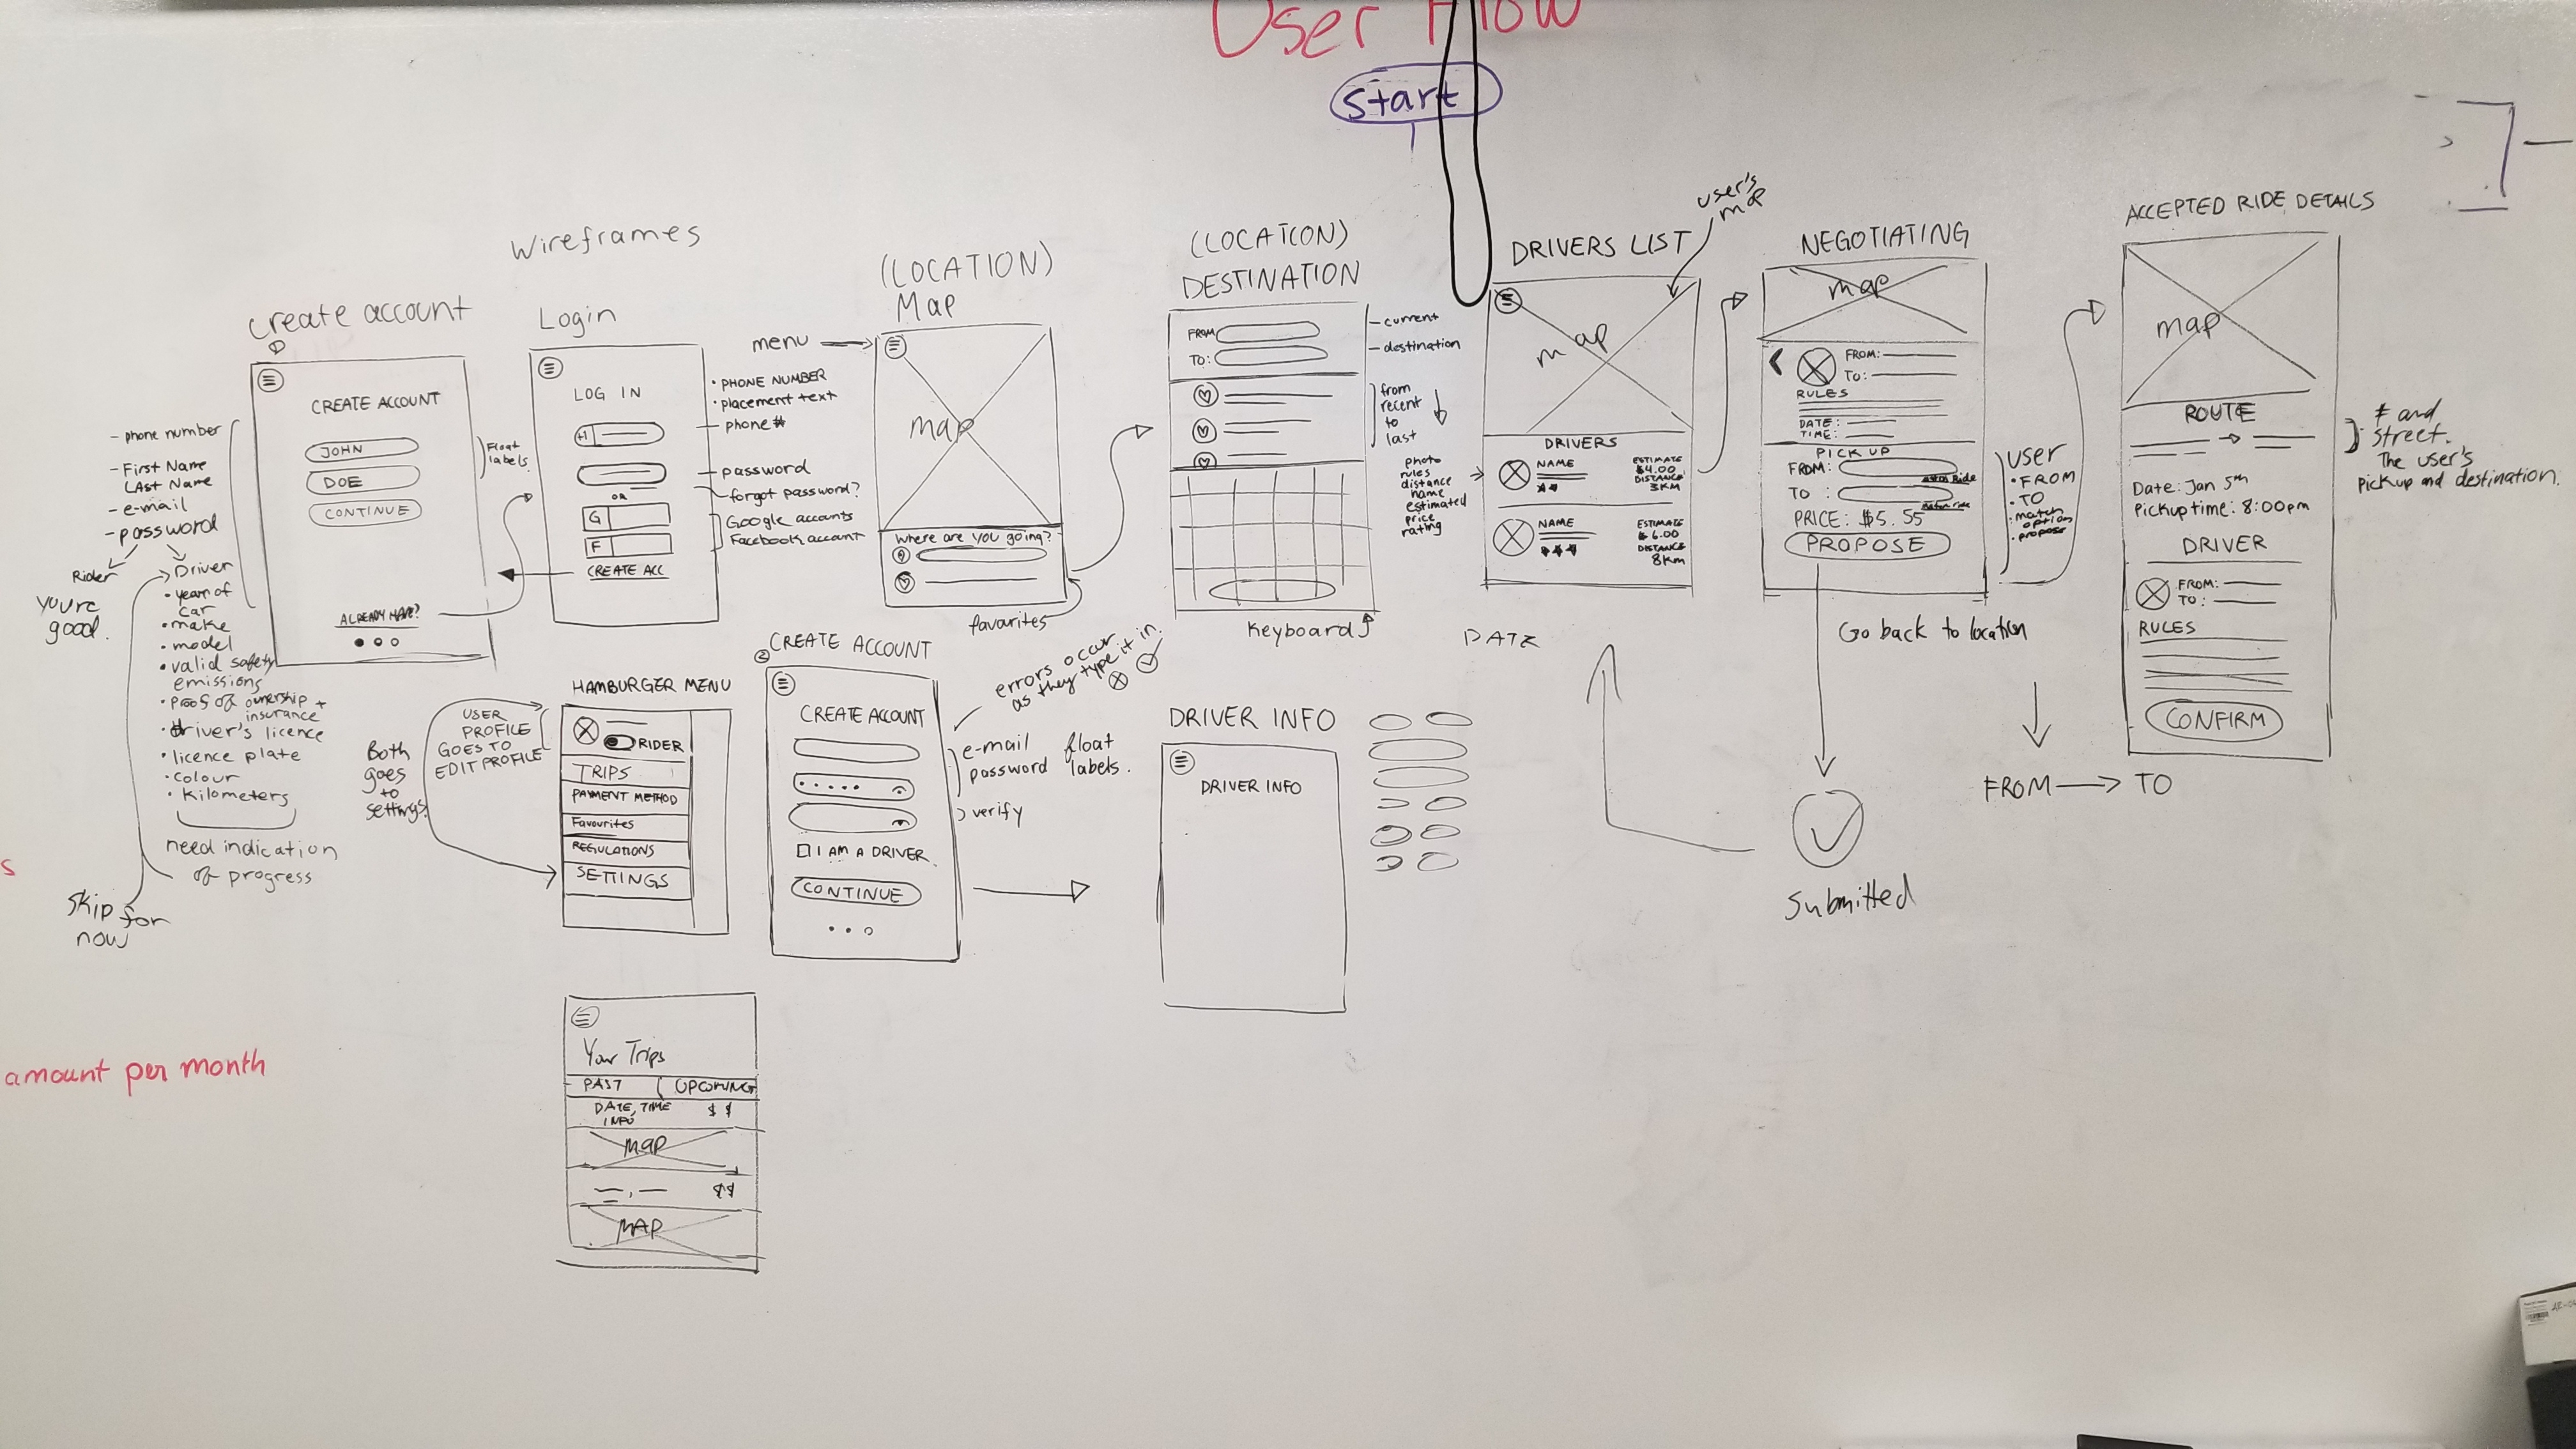 User Flow
Start
Wireframes
Create account
CREATE ACCOUNT
JOHN
DOE
CONTINUE
ALREADY HAVE?
- phone number
- First Name
LAst Name
- e-mail
- password
Rider
you're
good.
Driver
• year of
car
• make
• model
• valid safety
emissions
• proof of ownership +
insurance
• driver's licence
• licence plate
• colour
• kilometers
need indication
of progress
skip for
now
Float
labels
Login
LOG IN
+1
OR
G
F
CREATE ACC
• PHONE NUMBER
• placement text
phone #
password
forgot password?
Google accounts
Facebook account
menu
(LOCATION)
Map
map
Where are you going?
favourites
(LOCATION)
DESTINATION
FROM
TO:
- current
- destination
from
recent
to
last
Keyboard
DRIVERS LIST
user's
map
map
DRIVERS
NAME
ESTIMATE
$4.00
DISTANCE
3KM
NAME
ESTIMATE
$6.00
DISTANCE
8KM
photo
rules
distance
name
estimated
price
rating
DATE
NEGOTIATING
map
FROM:
To:
RULES
DATE:
TIME:
PICK UP
FROM:
TO :
PRICE: $5.55
PROPOSE
USER
• FROM
• TO
• match
option
• propose
Go back to location
FROM → TO
Submitted
ACCEPTED RIDE DETAILS
map
ROUTE
Date: Jan 5th
Pickup time: 8:00pm
DRIVER
FROM:
TO:
RULES
CONFIRM
# and
street.
The user's
pickup and destination.
HAMBURGER MENU
RIDER
TRIPS
PAYMENT METHOD
Favourites
REGULATIONS
SETTINGS
USER
PROFILE
GOES TO
EDIT PROFILE
Both
goes
to
settings.
② CREATE ACCOUNT
CREATE ACCOUNT
I AM A DRIVER.
CONTINUE
errors occur
as they type it in.
e-mail
password
float
labels.
verify
DRIVER INFO
DRIVER INFO
Your Trips
PAST
UPCOMING
DATE, TIME
INFO
$ $
MAP
$$
MAP
s
amount per month